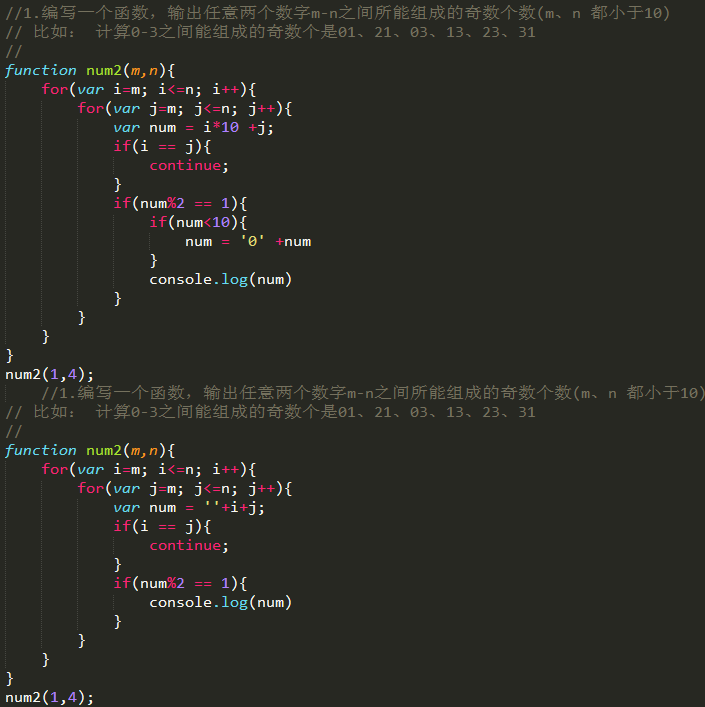 //1.编写一个函数，输出任意两个数字m-n之间所能组成的奇数个数(m、n 都小于10)
// 比如： 计算0-3之间能组成的奇数个是01、21、03、13、23、31
//
function num2(m,n){
    for(var i=m; i<=n; i++){
        for(var j=m; j<=n; j++){
            var num = i*10 +j;
            if(i == j){
                continue;
            }
            if(num%2 == 1){
                if(num<10){
                    num = '0' +num
                }
                console.log(num)
            }
        }
    }
}
num2(1,4);
    //1.编写一个函数，输出任意两个数字m-n之间所能组成的奇数个数(m、n 都小于10)
// 比如： 计算0-3之间能组成的奇数个是01、21、03、13、23、31
//
function num2(m,n){
    for(var i=m; i<=n; i++){
        for(var j=m; j<=n; j++){
            var num = ''+i+j;
            if(i == j){
                continue;
            }
            if(num%2 == 1){
                console.log(num)
            }
        }
    }
}
num2(1,4);